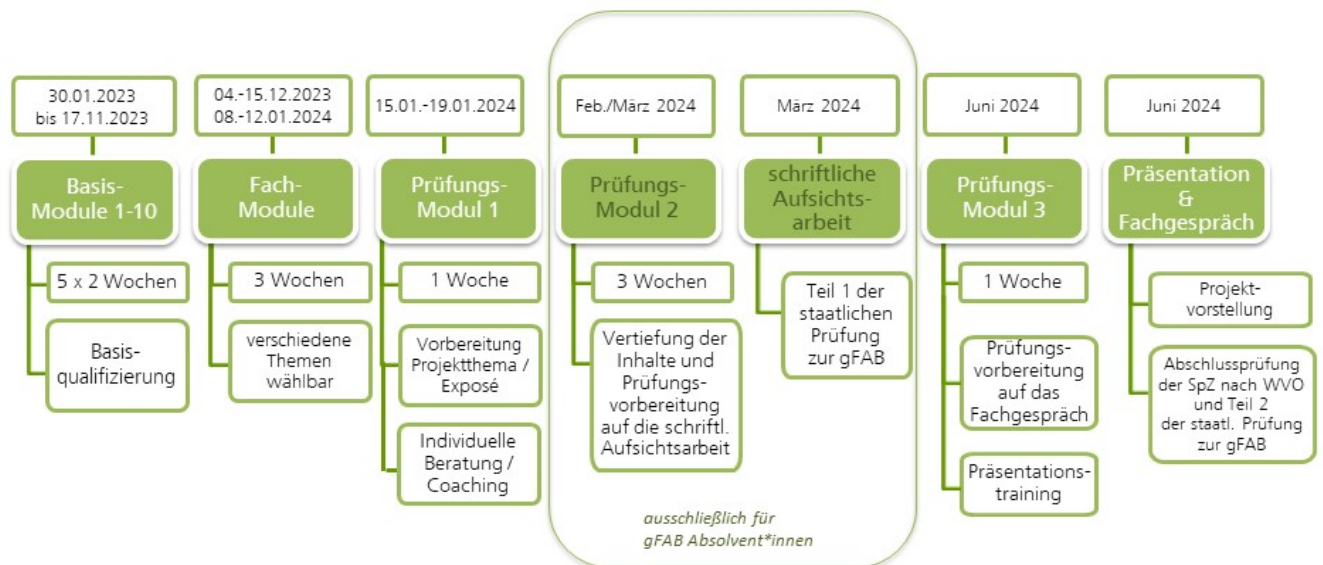 30.01.2023
bis 17.11.2023
Basis-
Module 1-10
5 x 2 Wochen
Basis-
qualifizierung
04.-15.12.2023
08.-12.01.2024
Fach-
Module
3 Wochen
verschiedene
Themen
wählbar
15.01.-19.01.2024
Prüfungs-
Modul 1
1 Woche
Vorbereitung
Projektthema /
Exposé
Individuelle
Beratung /
Coaching
Feb./März 2024
Prüfungs-
Modul 2
3 Wochen
Vertiefung der
Inhalte und
Prüfungs-
vorbereitung
auf die schriftl.
Aufsichtsarbeit
März 2024
schriftliche
Aufsichts-
arbeit
Teil 1 der
staatlichen
Prüfung
zur gFAB
ausschließlich für
gFAB Absolvent*innen
Juni 2024
Prüfungs-
Modul 3
1 Woche
Prüfungs-
vorbereitung
auf das
Fachgespräch
Präsentations-
training
Juni 2024
Präsentation
&
Fachgespräch
Projekt-
vorstellung
Abschlussprüfung
der SpZ nach WVO
und Teil 2
der staatl. Prüfung
zur gFAB